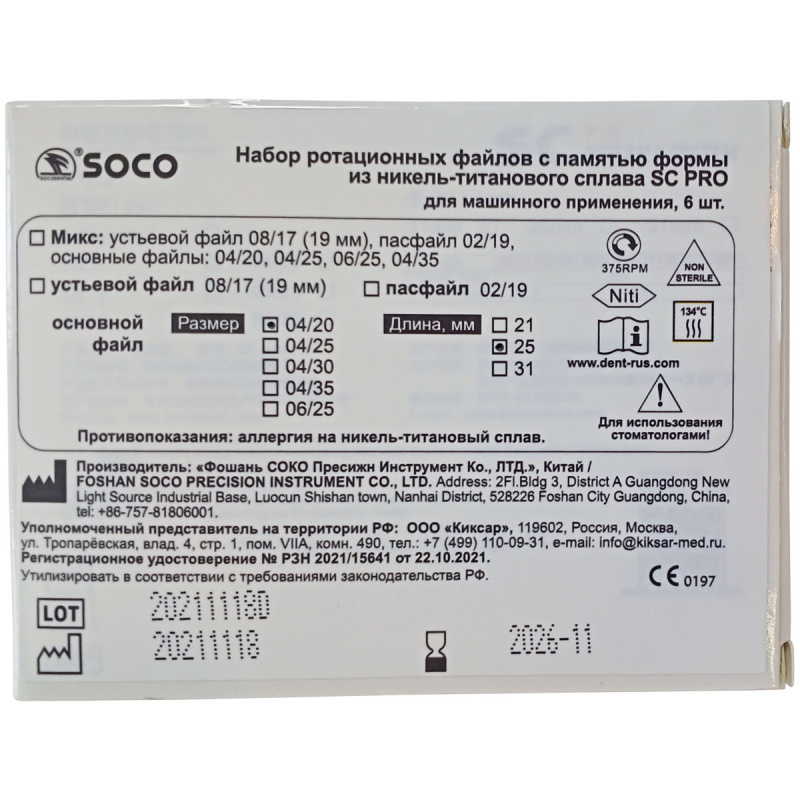 ® SOCO
Набор ротационных файлов с памятью формы
из никель-титанового сплава SC PRO
для машинного применения, 6 шт.
Микс: устьевой файл 08/17 (19 мм), пасфайл 02/19,
основные файлы: 04/20, 04/25, 06/25, 04/35
устьевой файл 08/17 (19 мм) пасфайл 02/19
основной файл
Размер
04/20
04/25
04/30
04/35
06/25
Длина, мм
21
25
31
375RPM
NON
STERILE
Niti
134°C
www.dent-rus.com
Для использования
стоматологами!
Противопоказания: аллергия на никель-титановый сплав.
Производитель: «Фошань СОКО Пресижн Инструмент Ко., ЛТД.», Китай /
FOSHAN SOCO PRECISION INSTRUMENT CO., LTD. Address: 2Fl.Bldg 3, District A Guangdong New
Light Source Industrial Base, Luocun Shishan town, Nanhai District, 528226 Foshan City Guangdong, China,
tel: +86-757-81806001.
Уполномоченный представитель на территории РФ: ООО «Киксар», 119602, Россия, Москва,
ул. Тропарёвская, влад. 4, стр. 1, пом. VIIA, комн. 490, тел.: +7 (499) 110-09-31, e-mail: info@kiksar-med.ru.
Регистрационное удостоверение № РЗН 2021/15641 от 22.10.2021.
Утилизировать в соответствии с требованиями законодательства РФ.
CE 0197
LOT 20211118D
20211118
2026-11